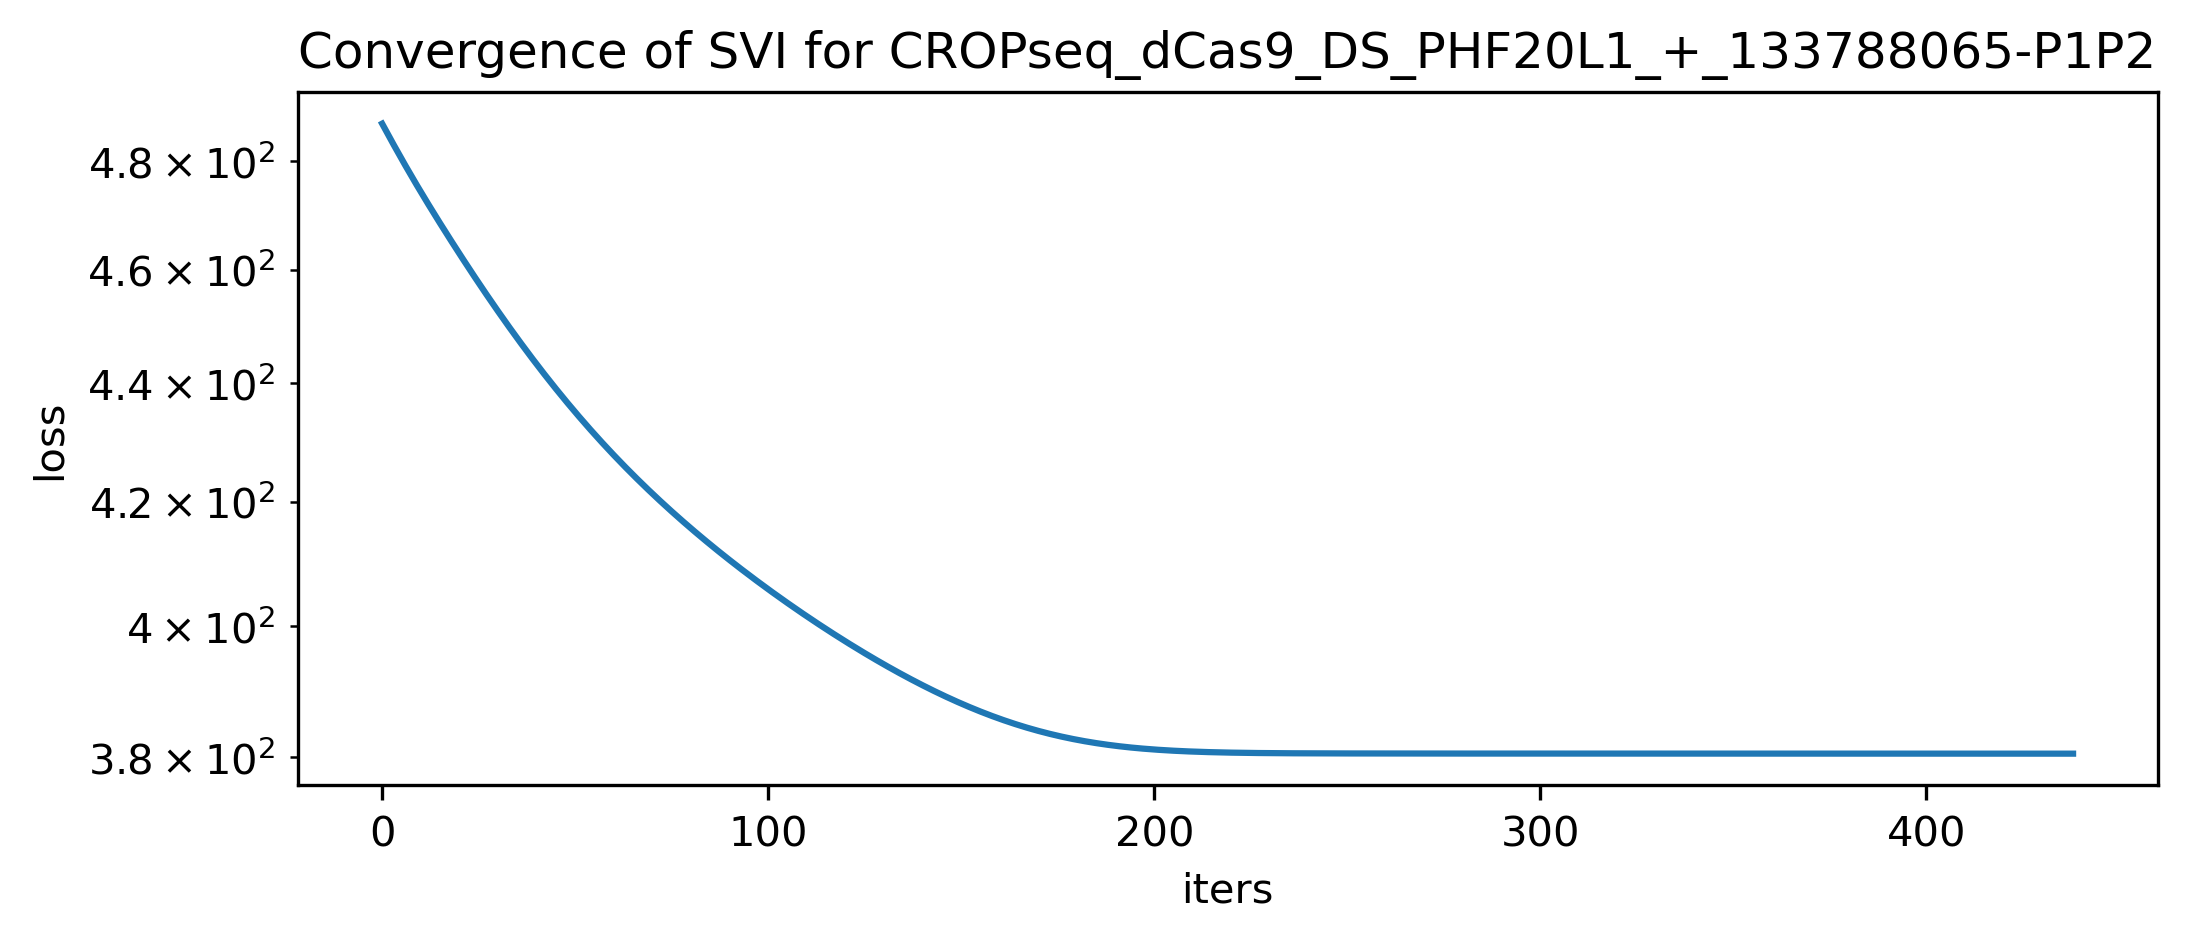 Convergence of SVI for CROPseq_dCas9_DS_PHF20L1_+_133788065-P1P2
4.8 × 10²
4.6 × 10²
4.4 × 10²
4.2 × 10²
4 × 10²
3.8 × 10²
loss
0 100 200 300 400
iters